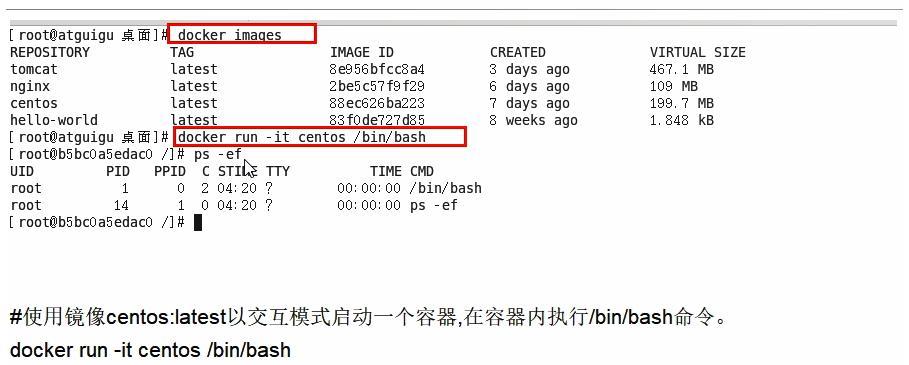 [root@atguigu 桌面]# docker images
REPOSITORY TAG IMAGE ID CREATED VIRTUAL SIZE
tomcat latest 8e956bfcc8a4 3 days ago 467.1 MB
nginx latest 2be5c57f9f29 6 days ago 109 MB
centos latest 88ec626ba223 7 days ago 199.7 MB
hello-world latest 83f0de727d85 8 weeks ago 1.848 kB
[root@atguigu 桌面]# docker run -it centos /bin/bash
[root@b5bc0a5edac0 /]# ps -ef
UID PID PPID C STIME TTY TIME CMD
root 1 0 2 04:20 ? 00:00:00 /bin/bash
root 14 1 0 04:20 ? 00:00:00 ps -ef
[root@b5bc0a5edac0 /]#
#使用镜像centos:latest以交互模式启动一个容器,在容器内执行/bin/bash命令。
docker run -it centos /bin/bash